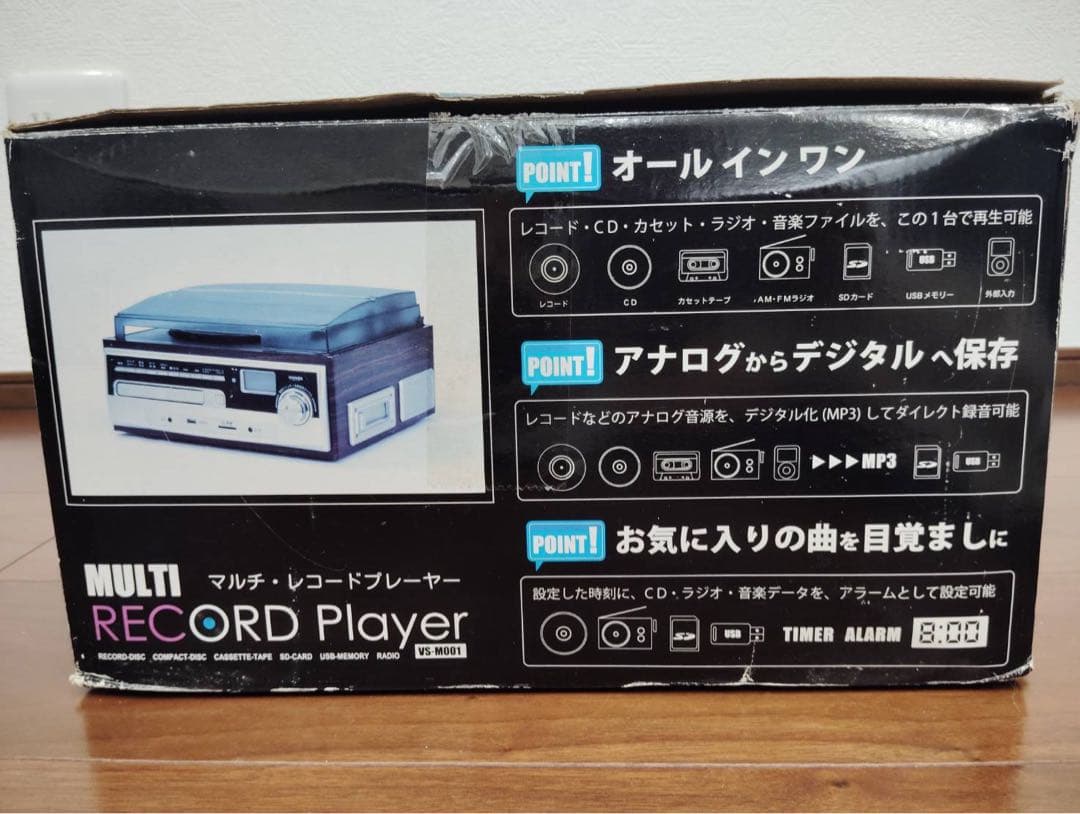 POINT! オール イン ワン
レコード・CD・カセット・ラジオ・音楽ファイルを、この1台で再生可能
レコード CD カセットテープ AM・FMラジオ SDカード USBメモリー 外部入力
SD USB
POINT! アナログからデジタルへ保存
レコードなどのアナログ音源を、デジタル化(MP3)してダイレクト録音可能
▶▶▶MP3 SD USB
POINT! お気に入りの曲を目覚ましに
設定した時刻に、CD・ラジオ・音楽データを、アラームとして設定可能
SD USB TIMER ALARM 8:00
MULTI マルチ・レコードプレーヤー
RECORD Player
RECORD-DISC COMPACT-DISC CASSETTE-TAPE SD-CARD USB-MEMORY RADIO VS-M001